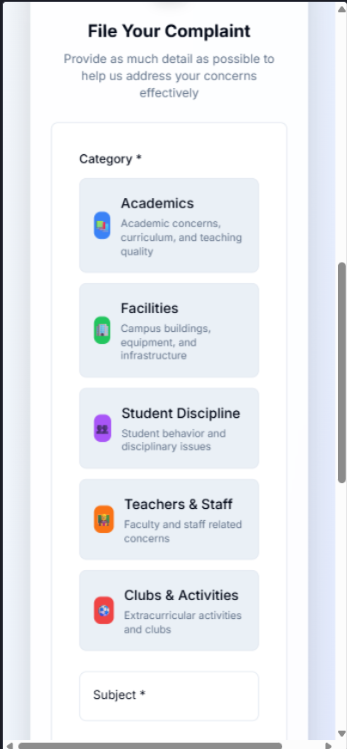 File Your Complaint
Provide as much detail as possible to
help us address your concerns
effectively
Category *
Academics
Academic concerns,
curriculum, and teaching
quality
Facilities
Campus buildings,
equipment, and
infrastructure
Student Discipline
Student behavior and
disciplinary issues
Teachers & Staff
Faculty and staff related
concerns
Clubs & Activities
Extracurricular activities
and clubs
Subject *